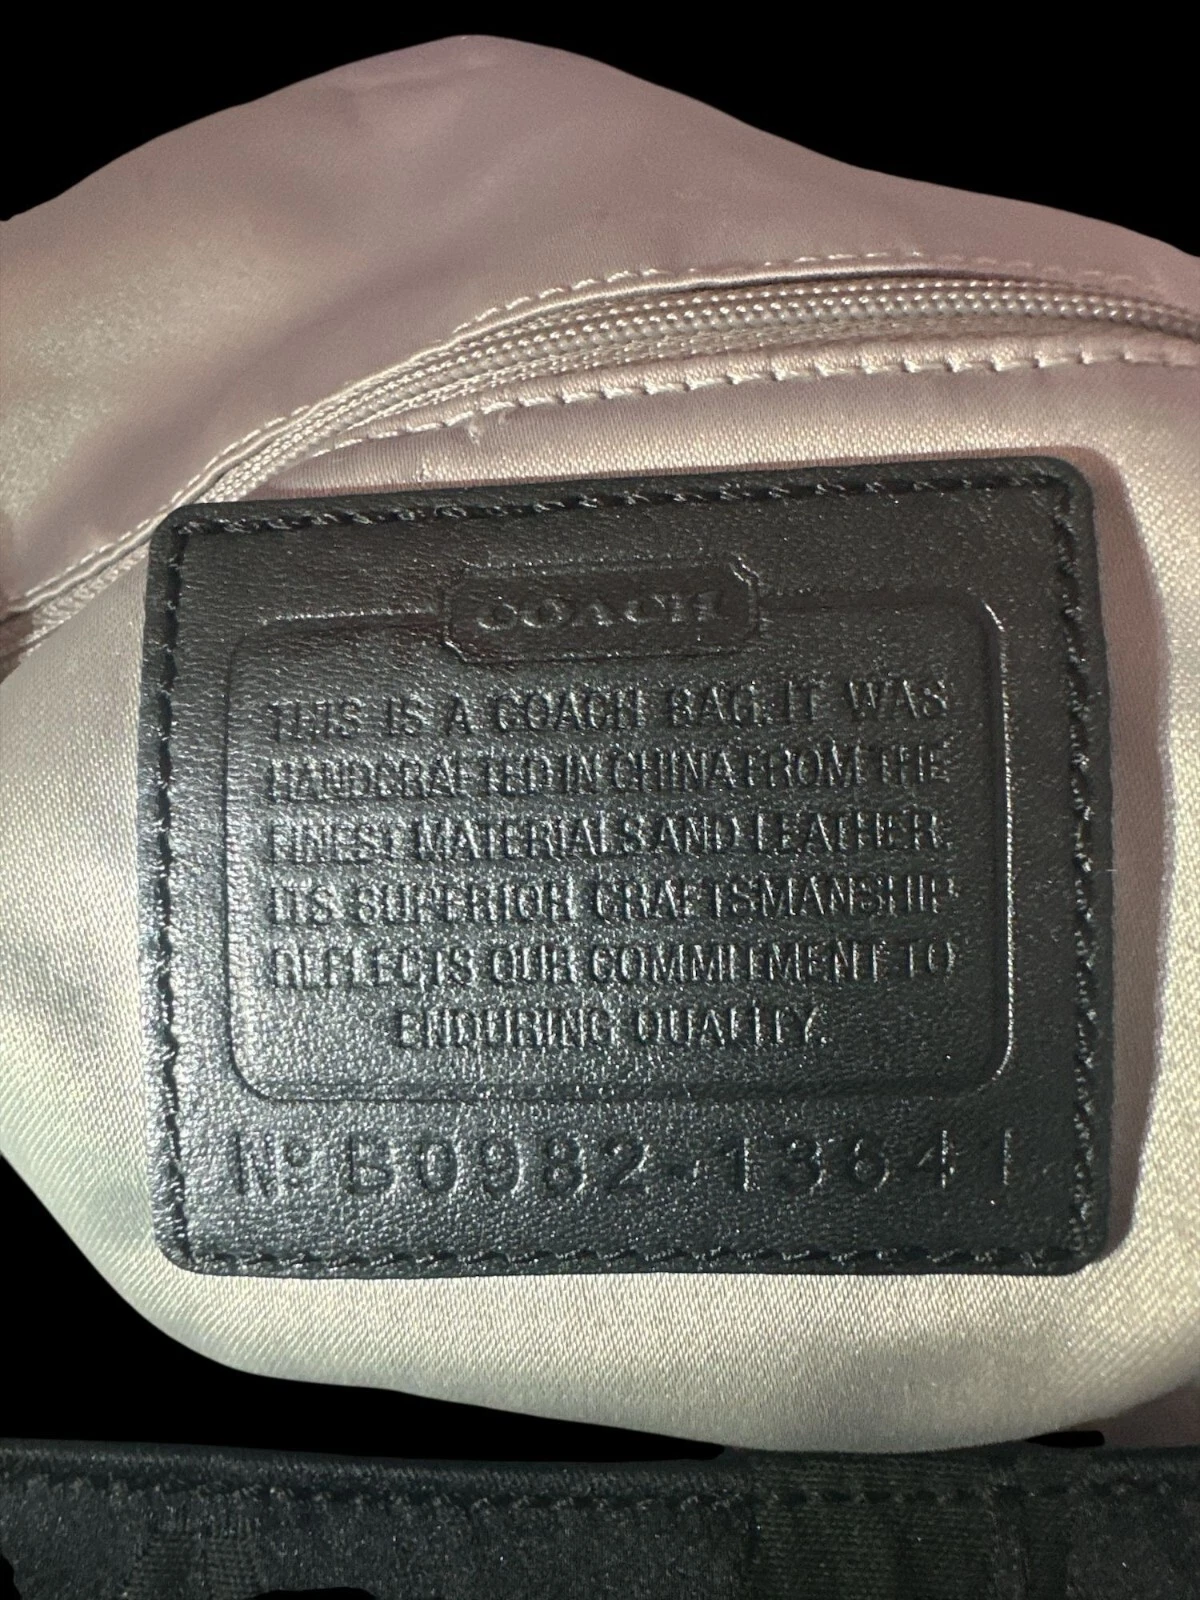 COACH
THIS IS A COACH BAG. IT WAS
HANDCRAFTED IN CHINA FROM THE
FINEST MATERIALS AND LEATHER.
ITS SUPERIOR CRAFTSMANSHIP
REFLECTS OUR COMMITMENT TO
ENDURING QUALITY.
Nº B0982-13641